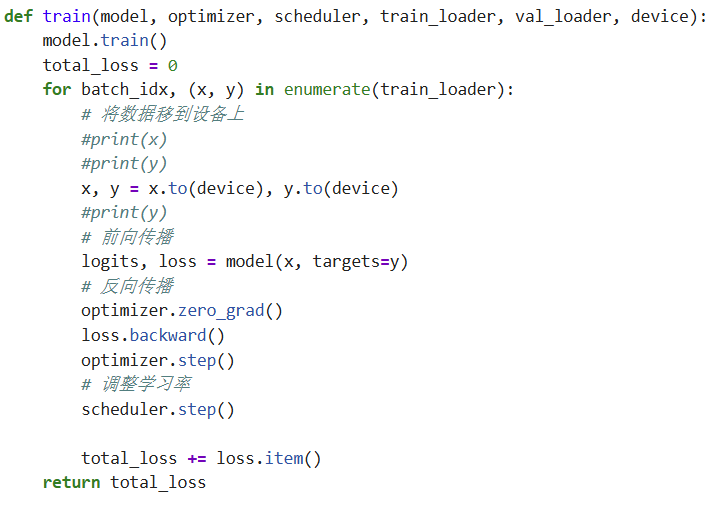 def train(model, optimizer, scheduler, train_loader, val_loader, device):
    model.train()
    total_loss = 0
    for batch_idx, (x, y) in enumerate(train_loader):
        # 将数据移到设备上
        #print(x)
        #print(y)
        x, y = x.to(device), y.to(device)
        #print(y)
        # 前向传播
        logits, loss = model(x, targets=y)
        # 反向传播
        optimizer.zero_grad()
        loss.backward()
        optimizer.step()
        # 调整学习率
        scheduler.step()

        total_loss += loss.item()
    return total_loss